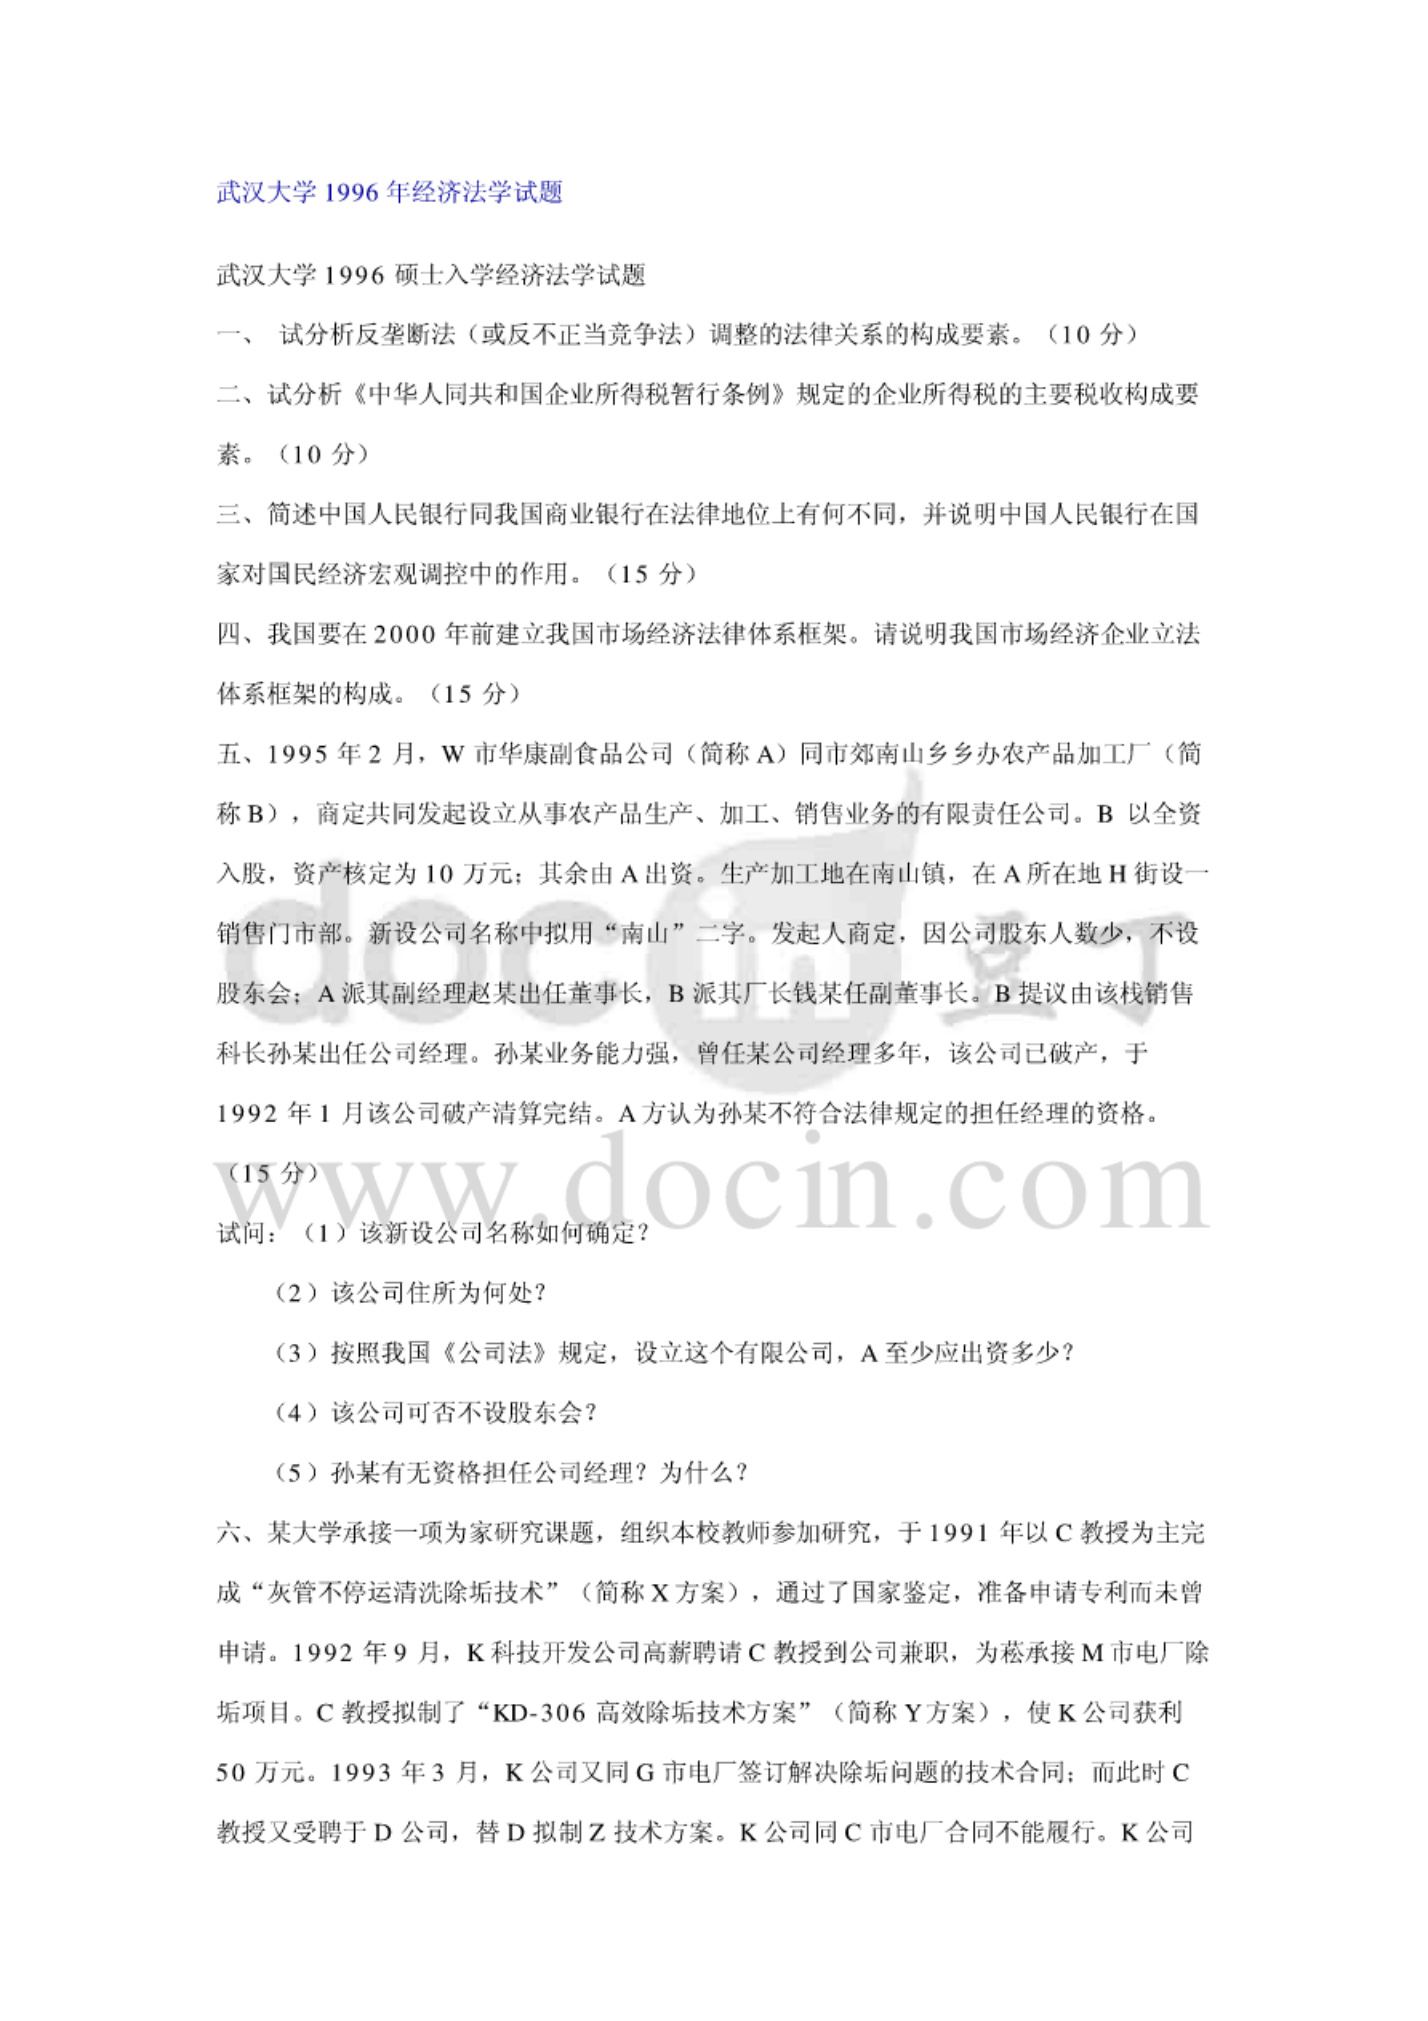 武汉大学 1996 年经济法学试题
武汉大学 1996 硕士入学经济法学试题
一、 试分析反垄断法（或反不正当竞争法）调整的法律关系的构成要素。（10 分）
二、试分析《中华人同共和国企业所得税暂行条例》规定的企业所得税的主要税收构成要
素。（10 分）
三、简述中国人民银行同我国商业银行在法律地位上有何不同，并说明中国人民银行在国
家对国民经济宏观调控中的作用。（15 分）
四、我国要在 2000 年前建立我国市场经济法律体系框架。请说明我国市场经济企业立法
体系框架的构成。（15 分）
五、1995 年 2 月，W 市华康副食品公司（简称 A）同市郊南山乡乡办农产品加工厂（简
称 B），商定共同发起设立从事农产品生产、加工、销售业务的有限责任公司。B 以全资
入股，资产核定为 10 万元；其余由 A 出资。生产加工地在南山镇，在 A 所在地 H 街设一
销售门市部。新设公司名称中拟用“南山”二字。发起人商定，因公司股东人数少，不设
股东会；A 派其副经理赵某出任董事长，B 派其厂长钱某任副董事长。B 提议由该栈销售
科长孙某出任公司经理。孙某业务能力强，曾任某公司经理多年，该公司已破产，于
1992 年 1 月该公司破产清算完结。A 方认为孙某不符合法律规定的担任经理的资格。
（15 分）
试问：（1）该新设公司名称如何确定？
（2）该公司住所为何处？
（3）按照我国《公司法》规定，设立这个有限公司，A 至少应出资多少？
（4）该公司可否不设股东会？
（5）孙某有无资格担任公司经理？为什么？
六、某大学承接一项为家研究课题，组织本校教师参加研究，于 1991 年以 C 教授为主完
成“灰管不停运清洗除垢技术”（简称 X 方案），通过了国家鉴定，准备申请专利而未曾
申请。1992 年 9 月，K 科技开发公司高薪聘请 C 教授到公司兼职，为菘承接 M 市电厂除
垢项目。C 教授拟制了“KD-306 高效除垢技术方案”（简称 Y 方案），使 K 公司获利
50 万元。1993 年 3 月，K 公司又同 G 市电厂签订解决除垢问题的技术合同；而此时 C
教授又受聘于 D 公司，替 D 拟制 Z 技术方案。K 公司同 C 市电厂合同不能履行。K 公司
docin 豆丁
www.docin.com